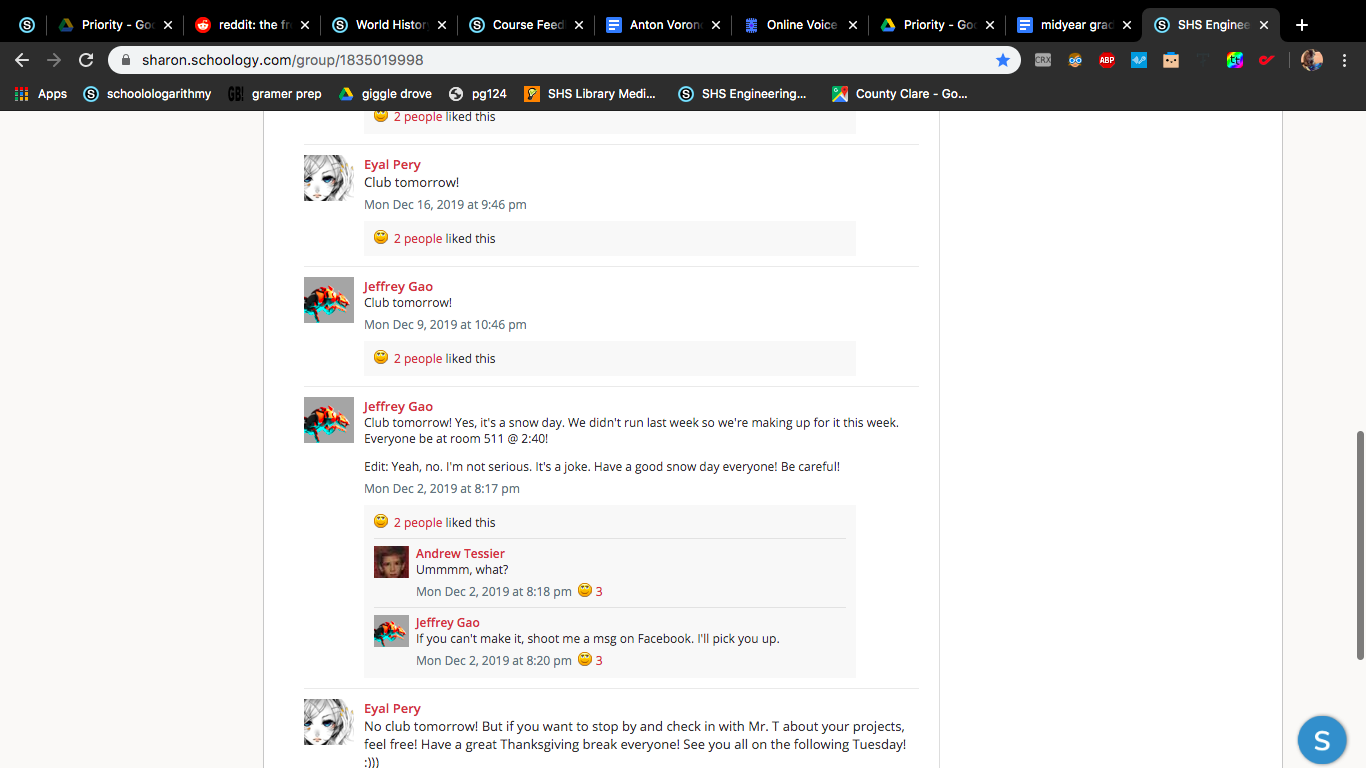 Priority - Goo
reddit: the fr
World History
Course Feed
Anton Vorono
Online Voice
Priority - Goo
midyear grad
SHS Enginee
sharon.schoology.com/group/1835019998
CRX
ABP
Apps
schoolologarithmy
GB!
gramer prep
giggle drove
pg124
SHS Library Medi...
SHS Engineering...
County Clare - Go...
2 people liked this
Eyal Pery
Club tomorrow!
Mon Dec 16, 2019 at 9:46 pm
2 people liked this
Jeffrey Gao
Club tomorrow!
Mon Dec 9, 2019 at 10:46 pm
2 people liked this
Jeffrey Gao
Club tomorrow! Yes, it's a snow day. We didn't run last week so we're making up for it this week.
Everyone be at room 511 @ 2:40!
Edit: Yeah, no. I'm not serious. It's a joke. Have a good snow day everyone! Be careful!
Mon Dec 2, 2019 at 8:17 pm
2 people liked this
Andrew Tessier
Ummmm, what?
Mon Dec 2, 2019 at 8:18 pm 3
Jeffrey Gao
If you can't make it, shoot me a msg on Facebook. I'll pick you up.
Mon Dec 2, 2019 at 8:20 pm 3
Eyal Pery
No club tomorrow! But if you want to stop by and check in with Mr. T about your projects,
feel free! Have a great Thanksgiving break everyone! See you all on the following Tuesday!
:)))
S